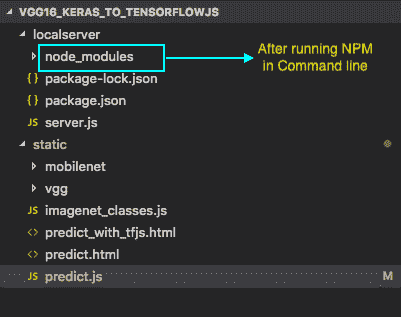 VGG16_KERAS_TO_TENSORFLOWJS
localserver
node_modules
After running NPM
in Command line
{ } package-lock.json
{ } package.json
JS server.js
static
mobilenet
vgg
JS imagenet_classes.js
<> predict_with_tfjs.html
<> predict.html
JS predict.js M